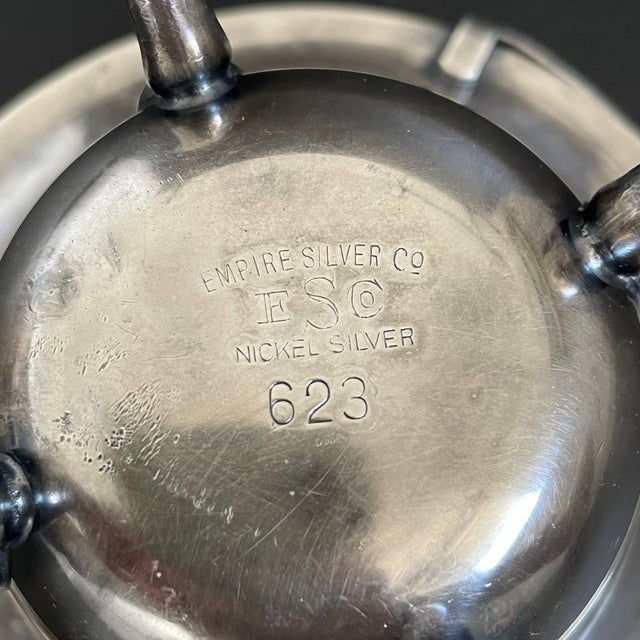 EMPIRE SILVER Co
ESCo
NICKEL SILVER
623